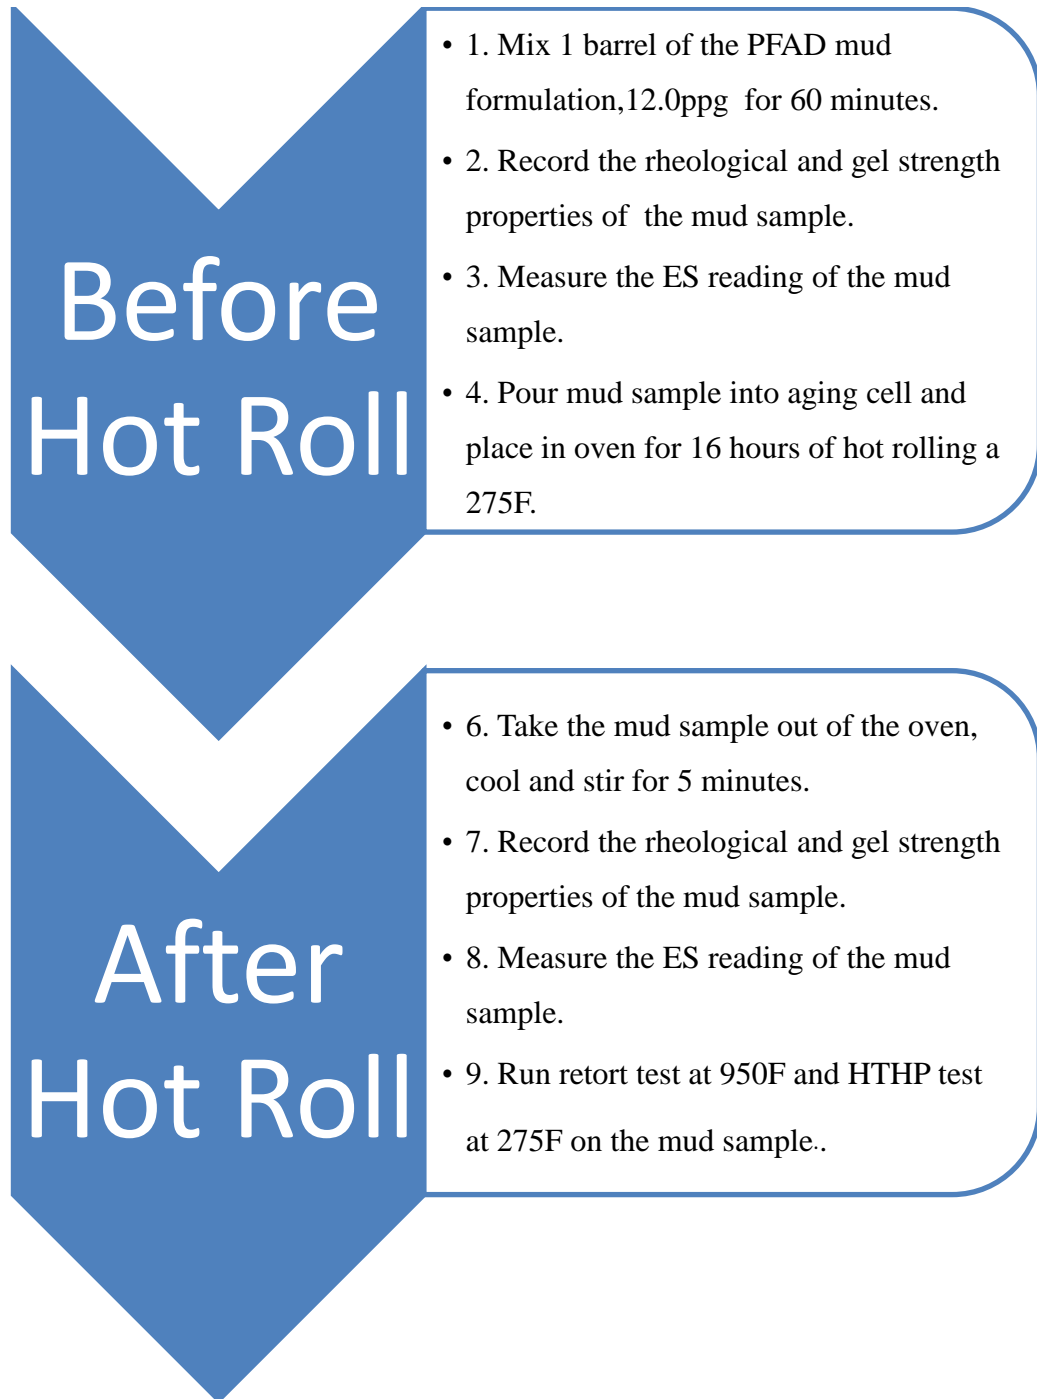 Before
Hot Roll
• 1. Mix 1 barrel of the PFAD mud
formulation,12.0ppg  for 60 minutes.
• 2. Record the rheological and gel strength
properties of  the mud sample.
• 3. Measure the ES reading of the mud
sample.
• 4. Pour mud sample into aging cell and
place in oven for 16 hours of hot rolling a
275F.
After
Hot Roll
• 6. Take the mud sample out of the oven,
cool and stir for 5 minutes.
• 7. Record the rheological and gel strength
properties of the mud sample.
• 8. Measure the ES reading of the mud
sample.
• 9. Run retort test at 950F and HTHP test
at 275F on the mud sample..